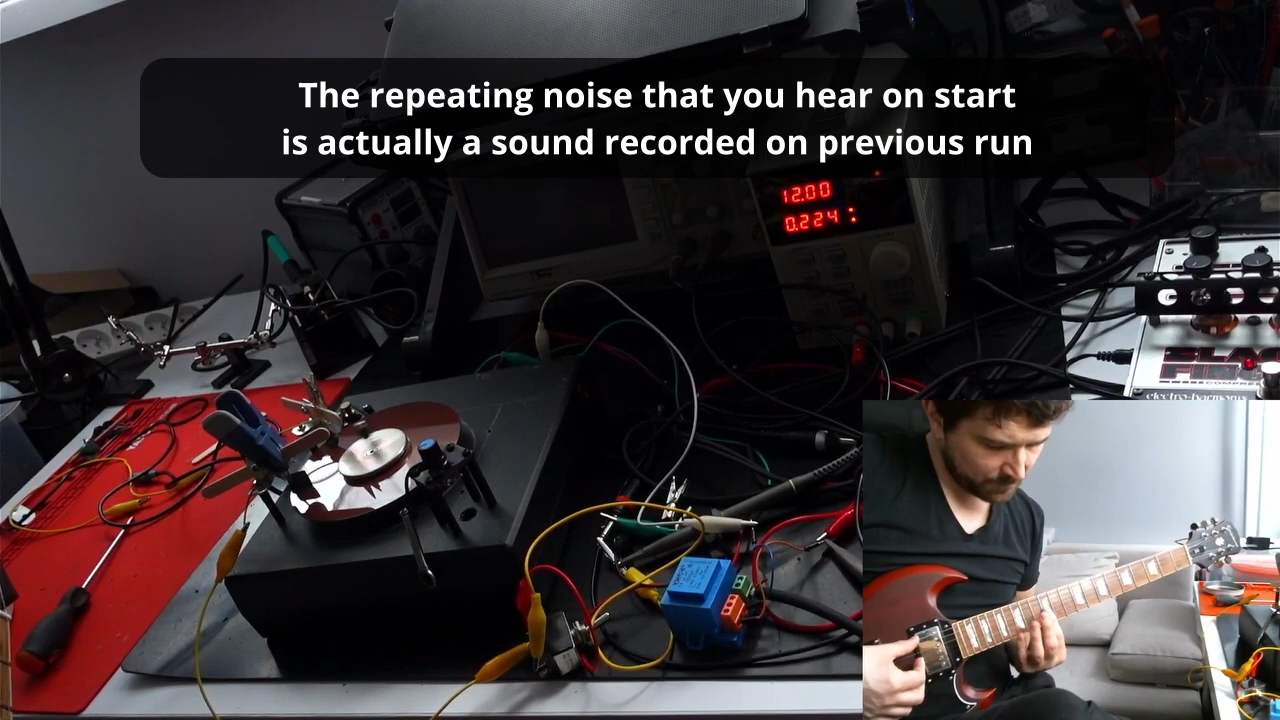 The repeating noise that you hear on start
is actually a sound recorded on previous run
12.00
0.224
electro-harmonix